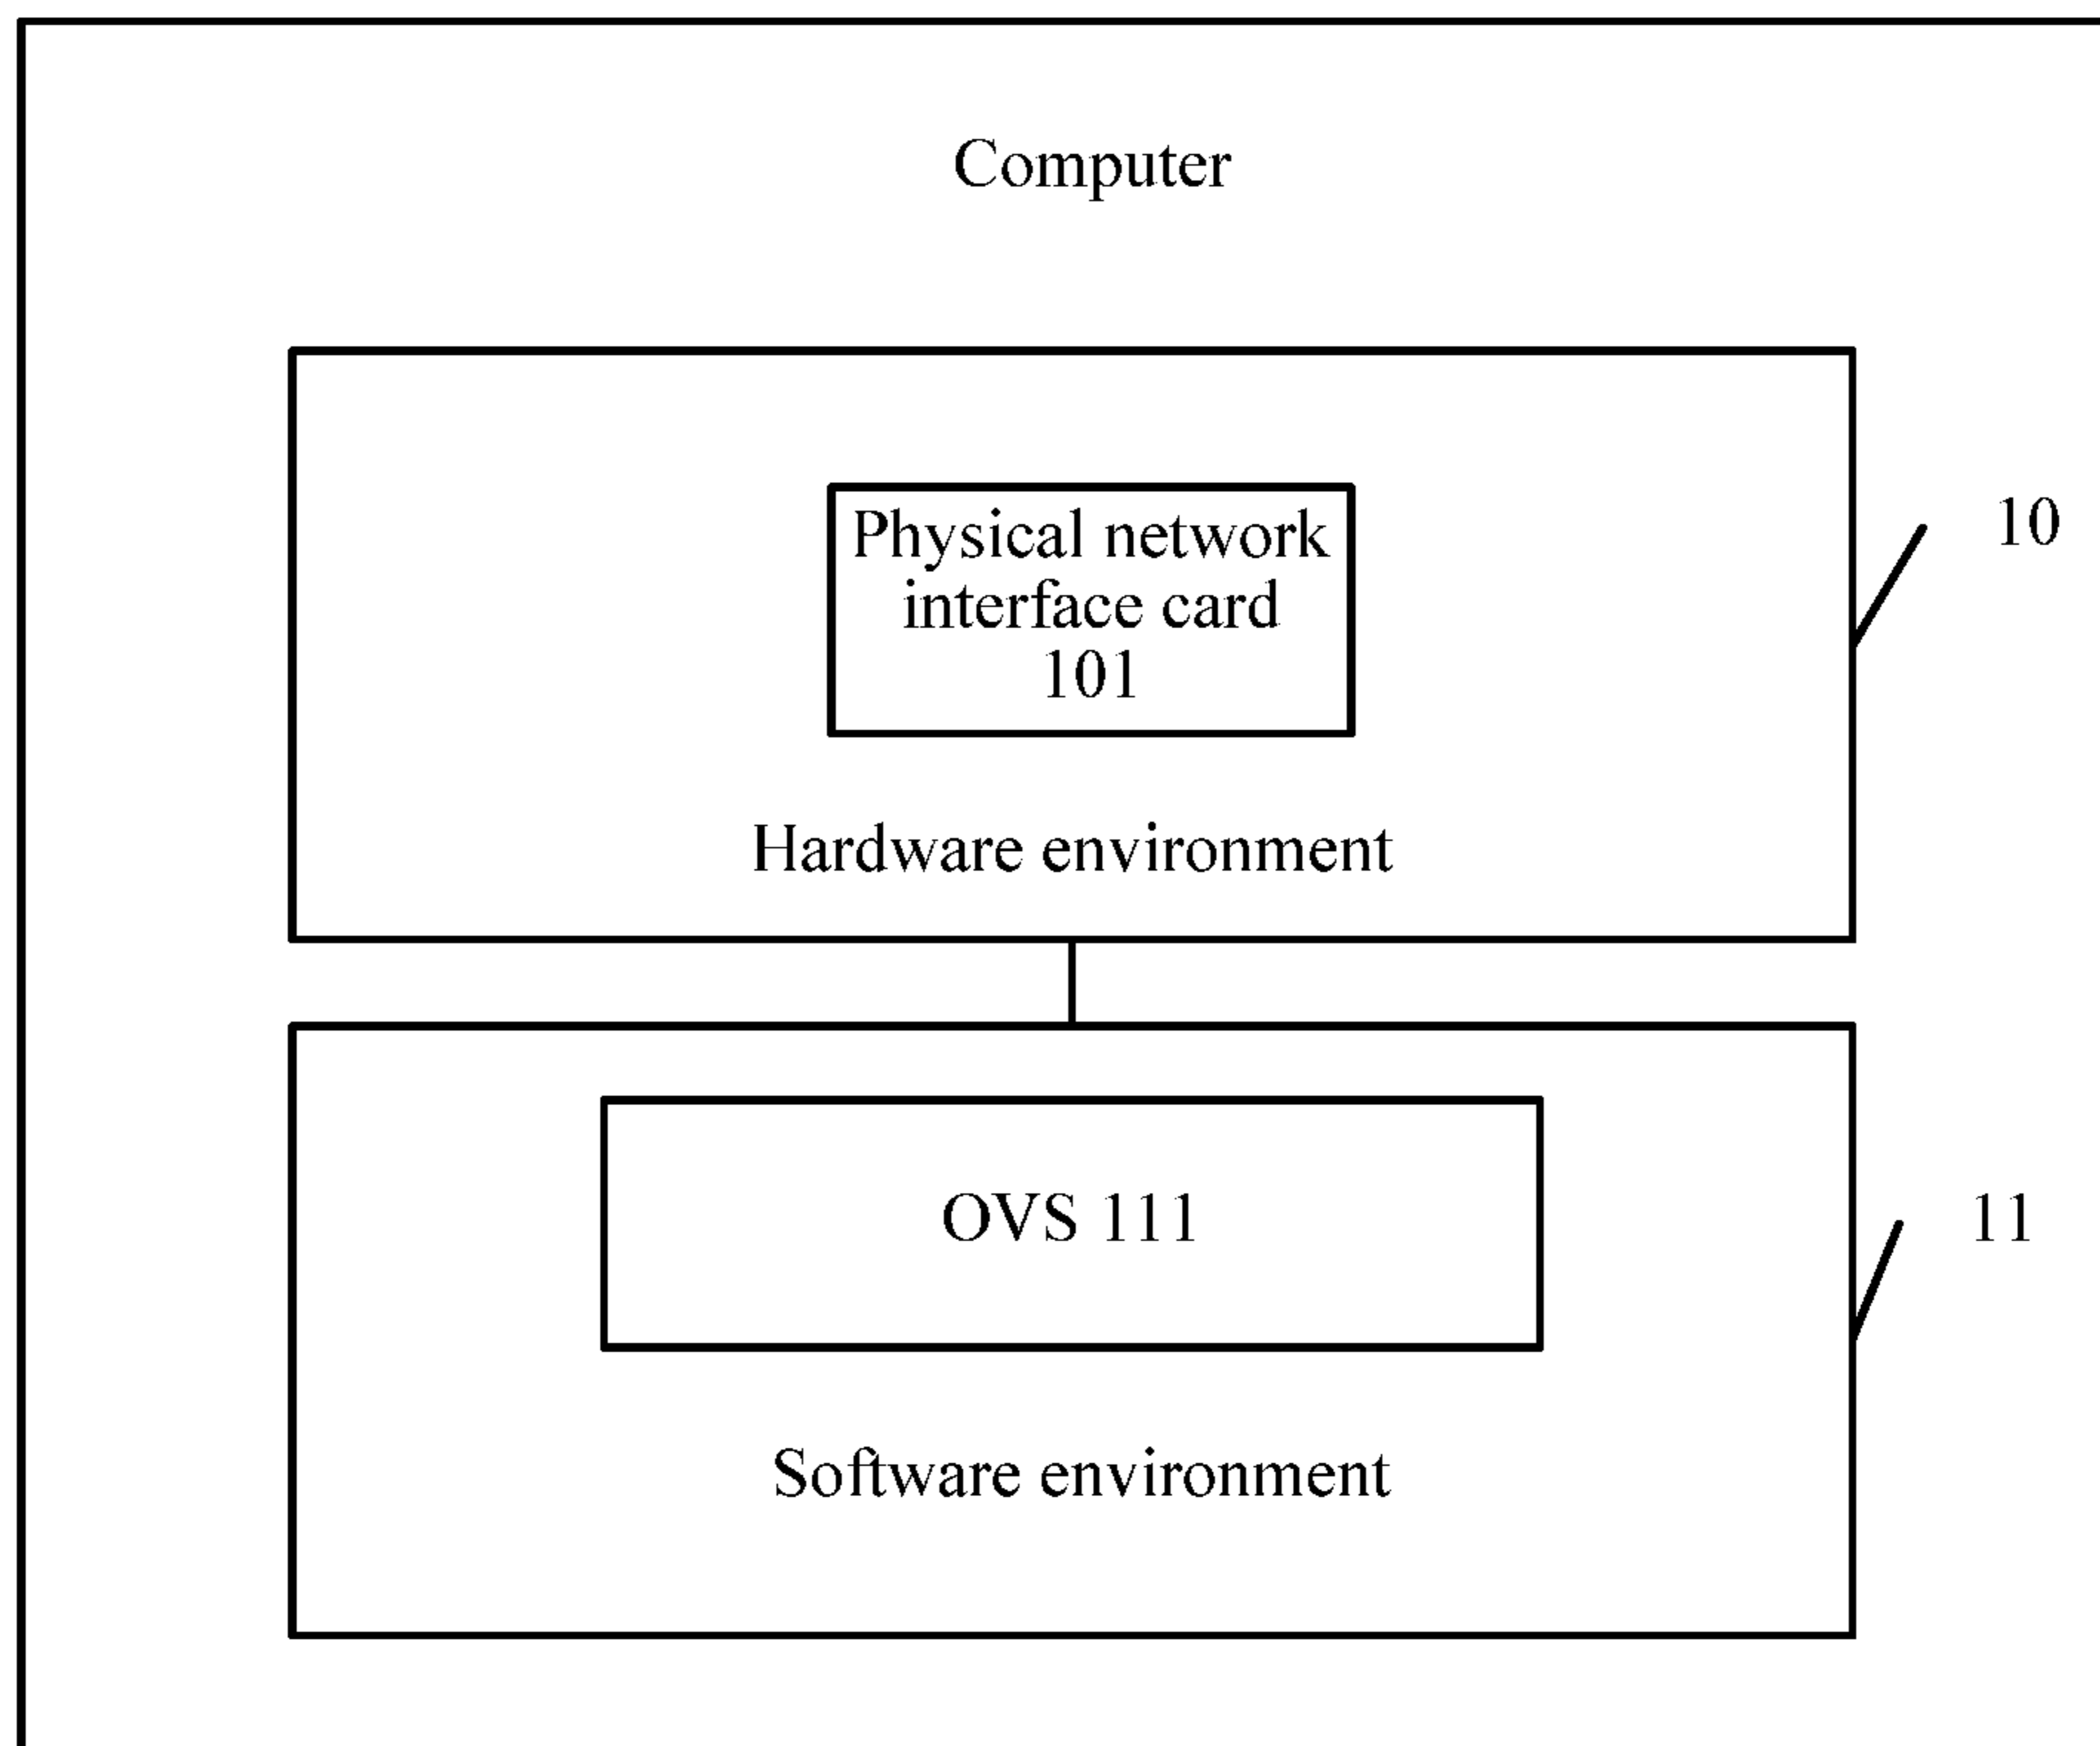 Computer
Physical network
interface card
101
10
Hardware environment
OVS 111
11
Software environment